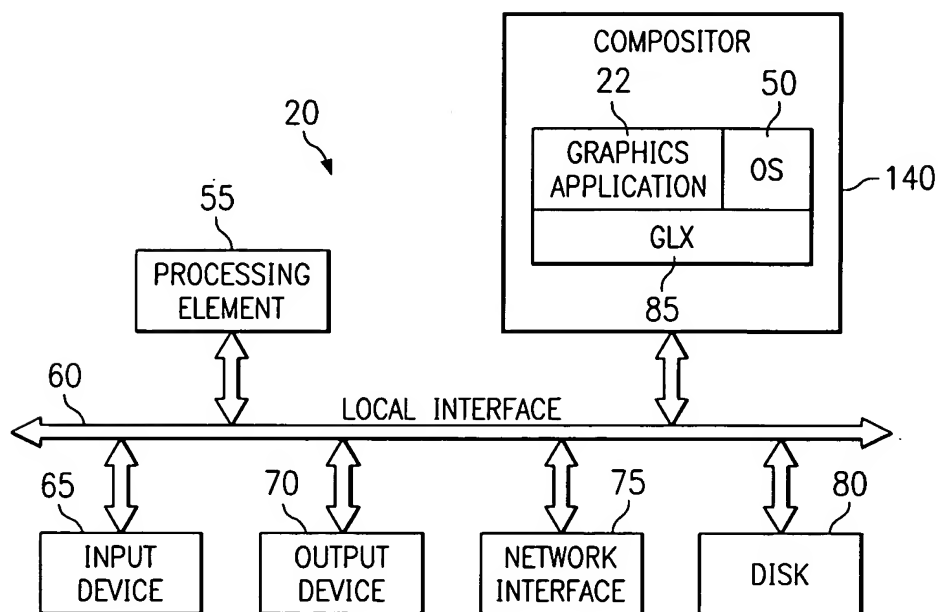 COMPOSITOR
22
50
20
GRAPHICS
APPLICATION
OS
140
55
GLX
PROCESSING
ELEMENT
85
60
LOCAL INTERFACE
65
70
75
80
INPUT
DEVICE
OUTPUT
DEVICE
NETWORK
INTERFACE
DISK